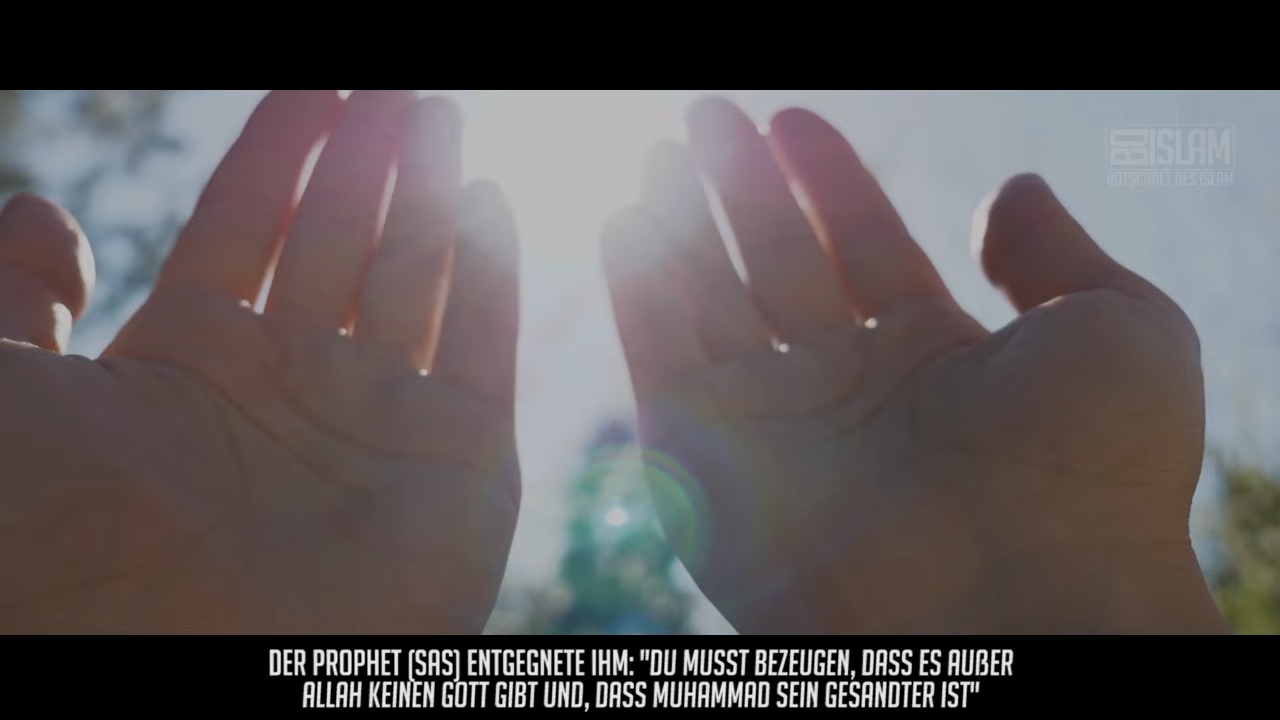 BDISLAM
BOTSCHAFT DES ISLAM
DER PROPHET (SAS) ENTGEGNETE IHM: "DU MUSST BEZEUGEN, DASS ES AUßER
ALLAH KEINEN GOTT GIBT UND, DASS MUHAMMAD SEIN GESANDTER IST"